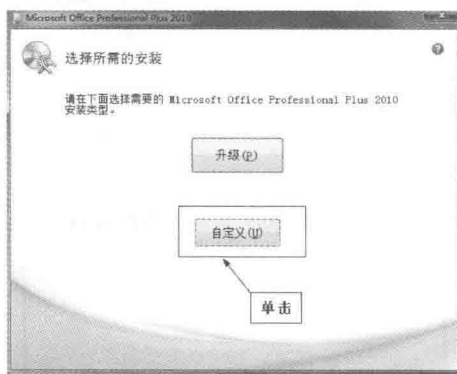 Microsoft Office Professional Plus 2010
选择所需的安装
请在下面选择需要的 Microsoft Office Professional Plus 2010
安装类型。
升级(P)
自定义(U)
单击